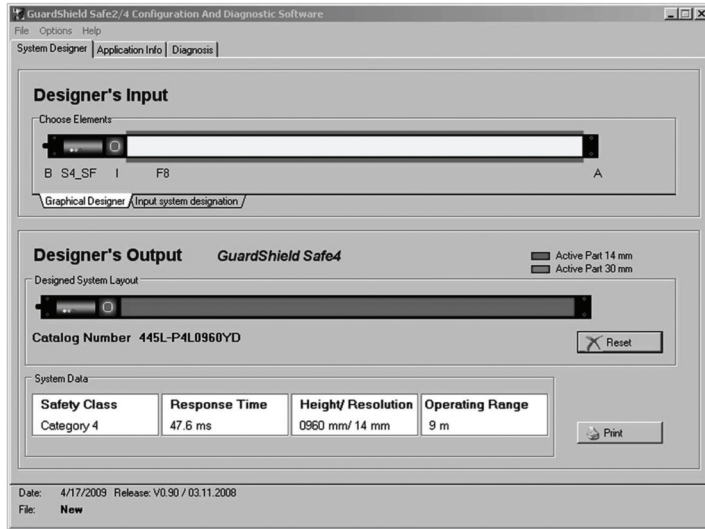 GuardShield Safe2/4 Configuration And Diagnostic Software
File Options Help
System Designer Application Info Diagnosis
Designer's Input
Choose Elements
B S4_SF I F8 A
Graphical Designer Input system designation
Designer's Output GuardShield Safe4
Active Part 14 mm
Active Part 30 mm
Designed System Layout
Catalog Number 445L-P4L0960YD
Reset
System Data
Safety Class Response Time Height/ Resolution Operating Range
Category 4 47.6 ms 0960 mm/ 14 mm 9 m
Print
Date: 4/17/2009 Release: V0.90 / 03.11.2008
File: New